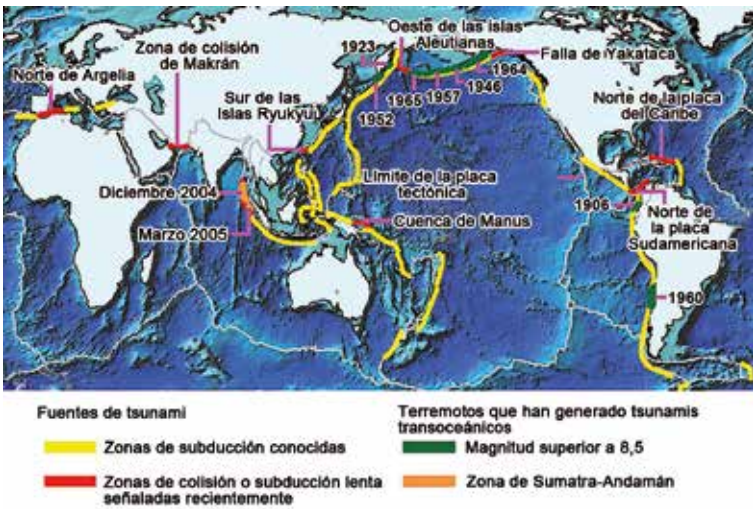 Oeste de las islas
Aleutianas
1923
Zona de colisión
de Makrán
Falla de Yakataca
Norte de Argelia
1964
1946
1957
1965
1952
Sur de las
Islas Ryukyu
Norte de la placa
del Caribe
Límite de la placa
tectónica
Diciembre 2004
Marzo 2005
Cuenca de Manus
1906
Norte de
la placa
Sudamericana
1960
Fuentes de tsunami
Zonas de subducción conocidas
Zonas de colisión o subducción lenta
señaladas recientemente
Terremotos que han generado tsunamis
transoceánicos
Magnitud superior a 8,5
Zona de Sumatra-Andamán